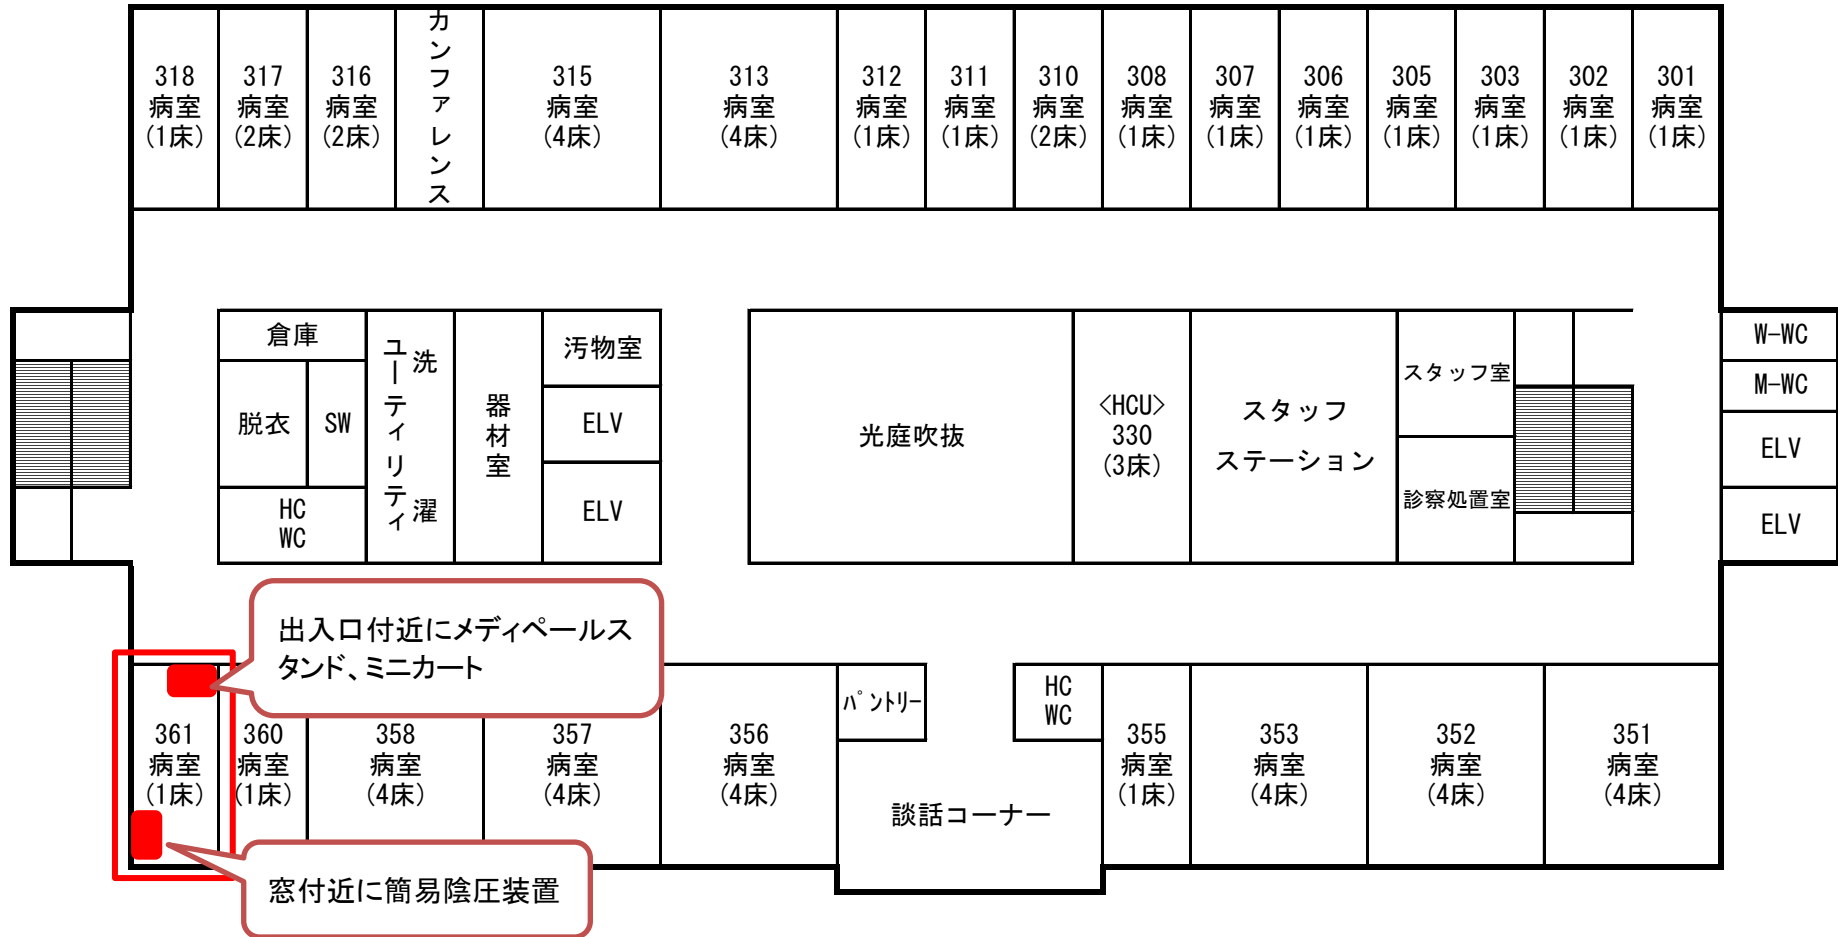 318
病室
(1床)
317
病室
(2床)
316
病室
(2床)
カンファレンス
315
病室
(4床)
313
病室
(4床)
312
病室
(1床)
311
病室
(1床)
310
病室
(2床)
308
病室
(1床)
307
病室
(1床)
306
病室
(1床)
305
病室
(1床)
303
病室
(1床)
302
病室
(1床)
301
病室
(1床)
倉庫
脱衣
SW
HC
WC
ユーティリティ
洗濯
器材室
汚物室
ELV
ELV
光庭吹抜
<HCU>
330
(3床)
スタッフ
ステーション
スタッフ室
診察処置室
W-WC
M-WC
ELV
ELV
出入口付近にメディペールス
タンド、ミニカート
361
病室
(1床)
360
病室
(1床)
358
病室
(4床)
357
病室
(4床)
356
病室
(4床)
パントリー
談話コーナー
HC
WC
355
病室
(1床)
353
病室
(4床)
352
病室
(4床)
351
病室
(4床)
窓付近に簡易陰圧装置